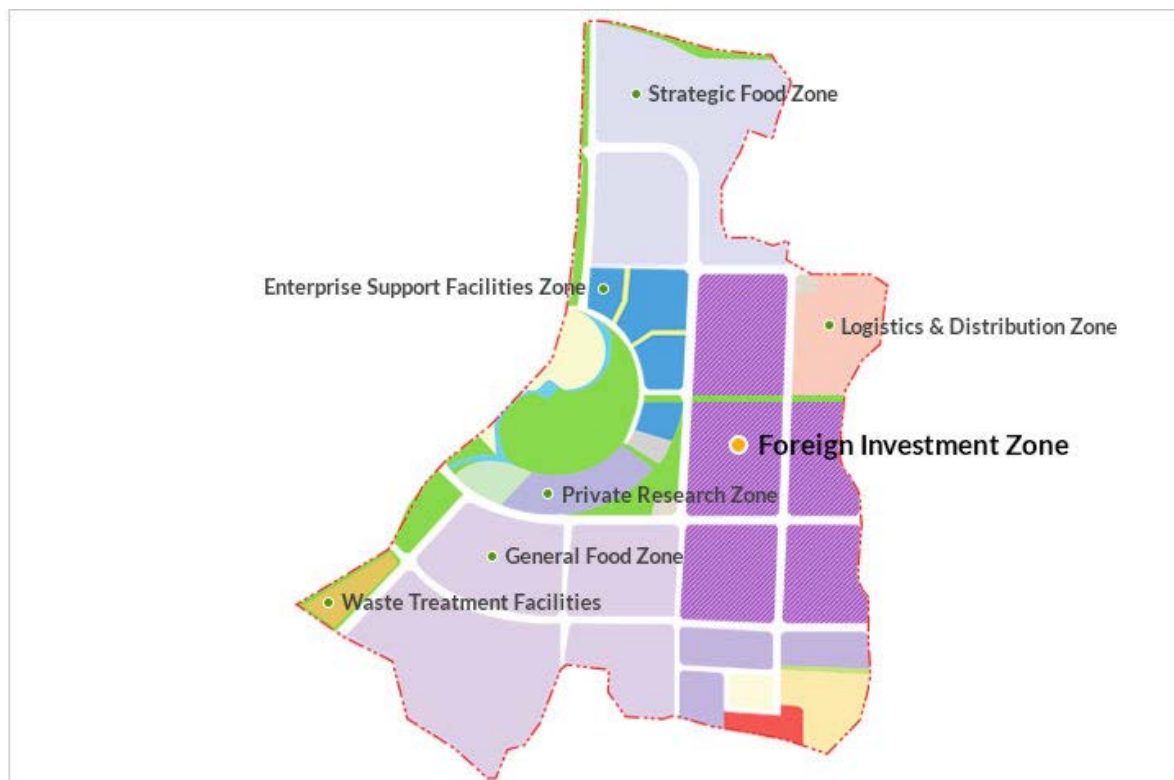 Strategic Food Zone
Enterprise Support Facilities Zone
Logistics & Distribution Zone
Foreign Investment Zone
Private Research Zone
General Food Zone
Waste Treatment Facilities